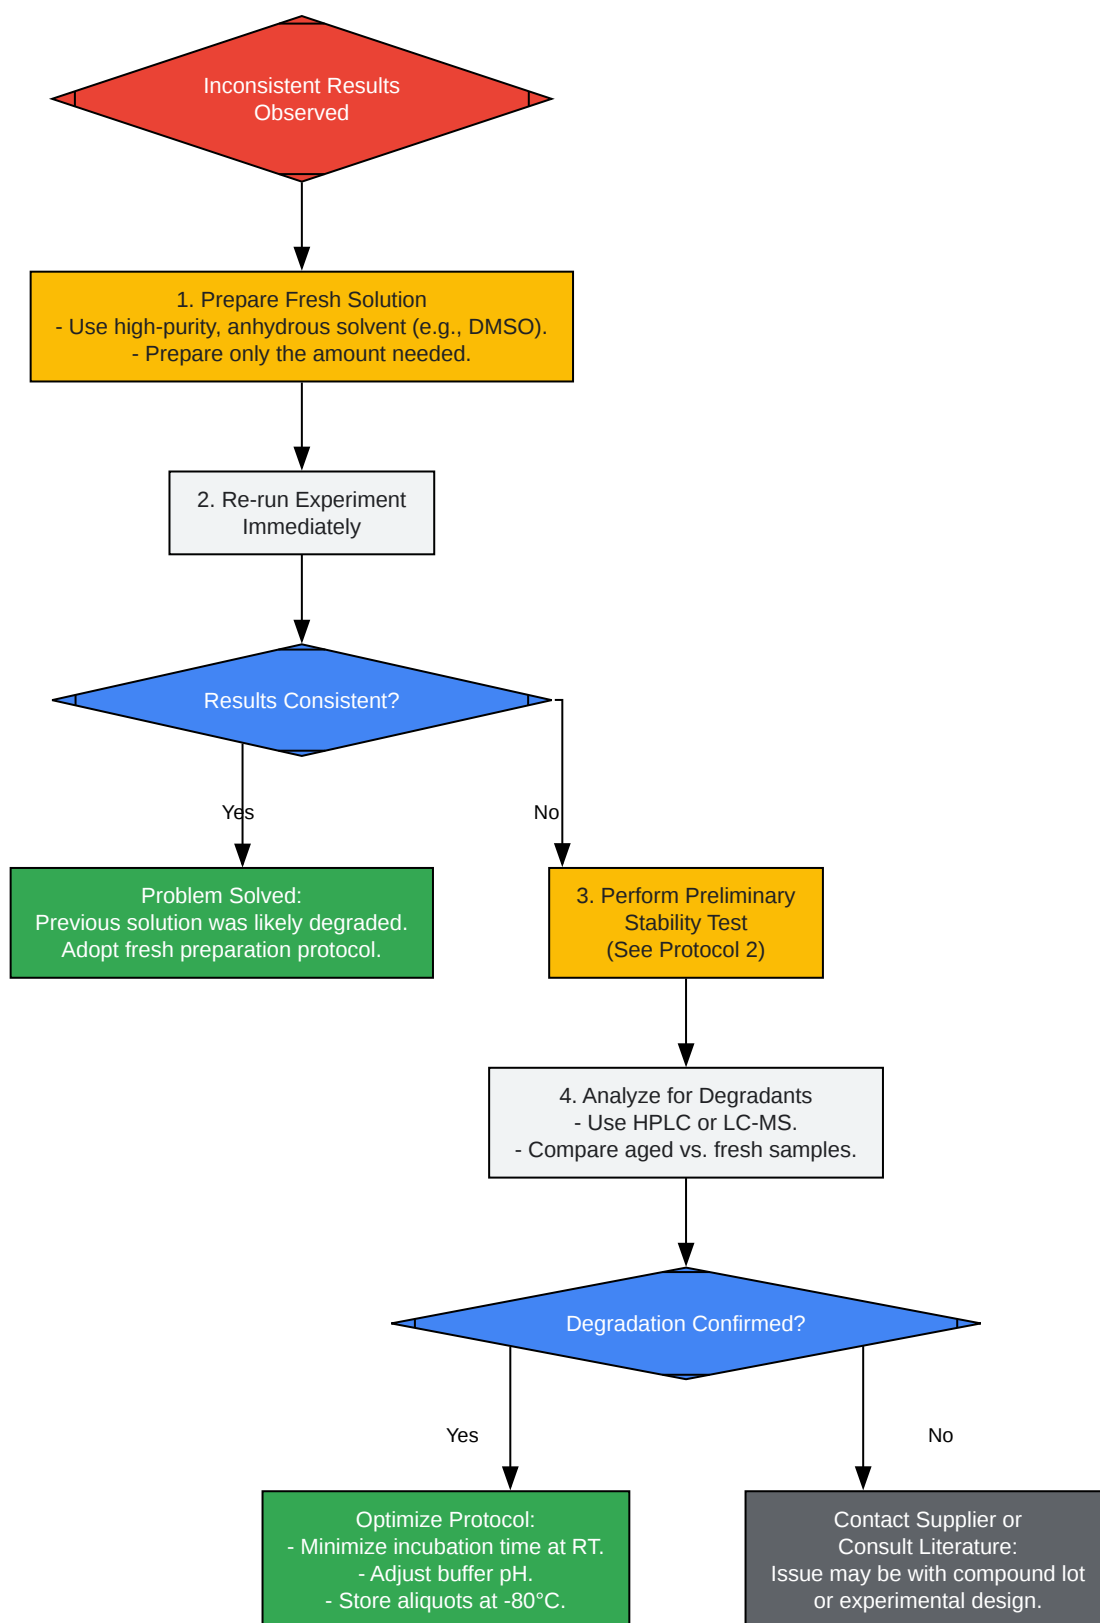 Inconsistent Results
Observed
1. Prepare Fresh Solution
- Use high-purity, anhydrous solvent (e.g., DMSO).
- Prepare only the amount needed.
2. Re-run Experiment
Immediately
Results Consistent?
Yes
No
Problem Solved:
Previous solution was likely degraded.
Adopt fresh preparation protocol.
3. Perform Preliminary
Stability Test
(See Protocol 2)
4. Analyze for Degradants
- Use HPLC or LC-MS.
- Compare aged vs. fresh samples.
Degradation Confirmed?
Yes
No
Optimize Protocol:
- Minimize incubation time at RT.
- Adjust buffer pH.
- Store aliquots at -80°C.
Contact Supplier or
Consult Literature:
Issue may be with compound lot
or experimental design.